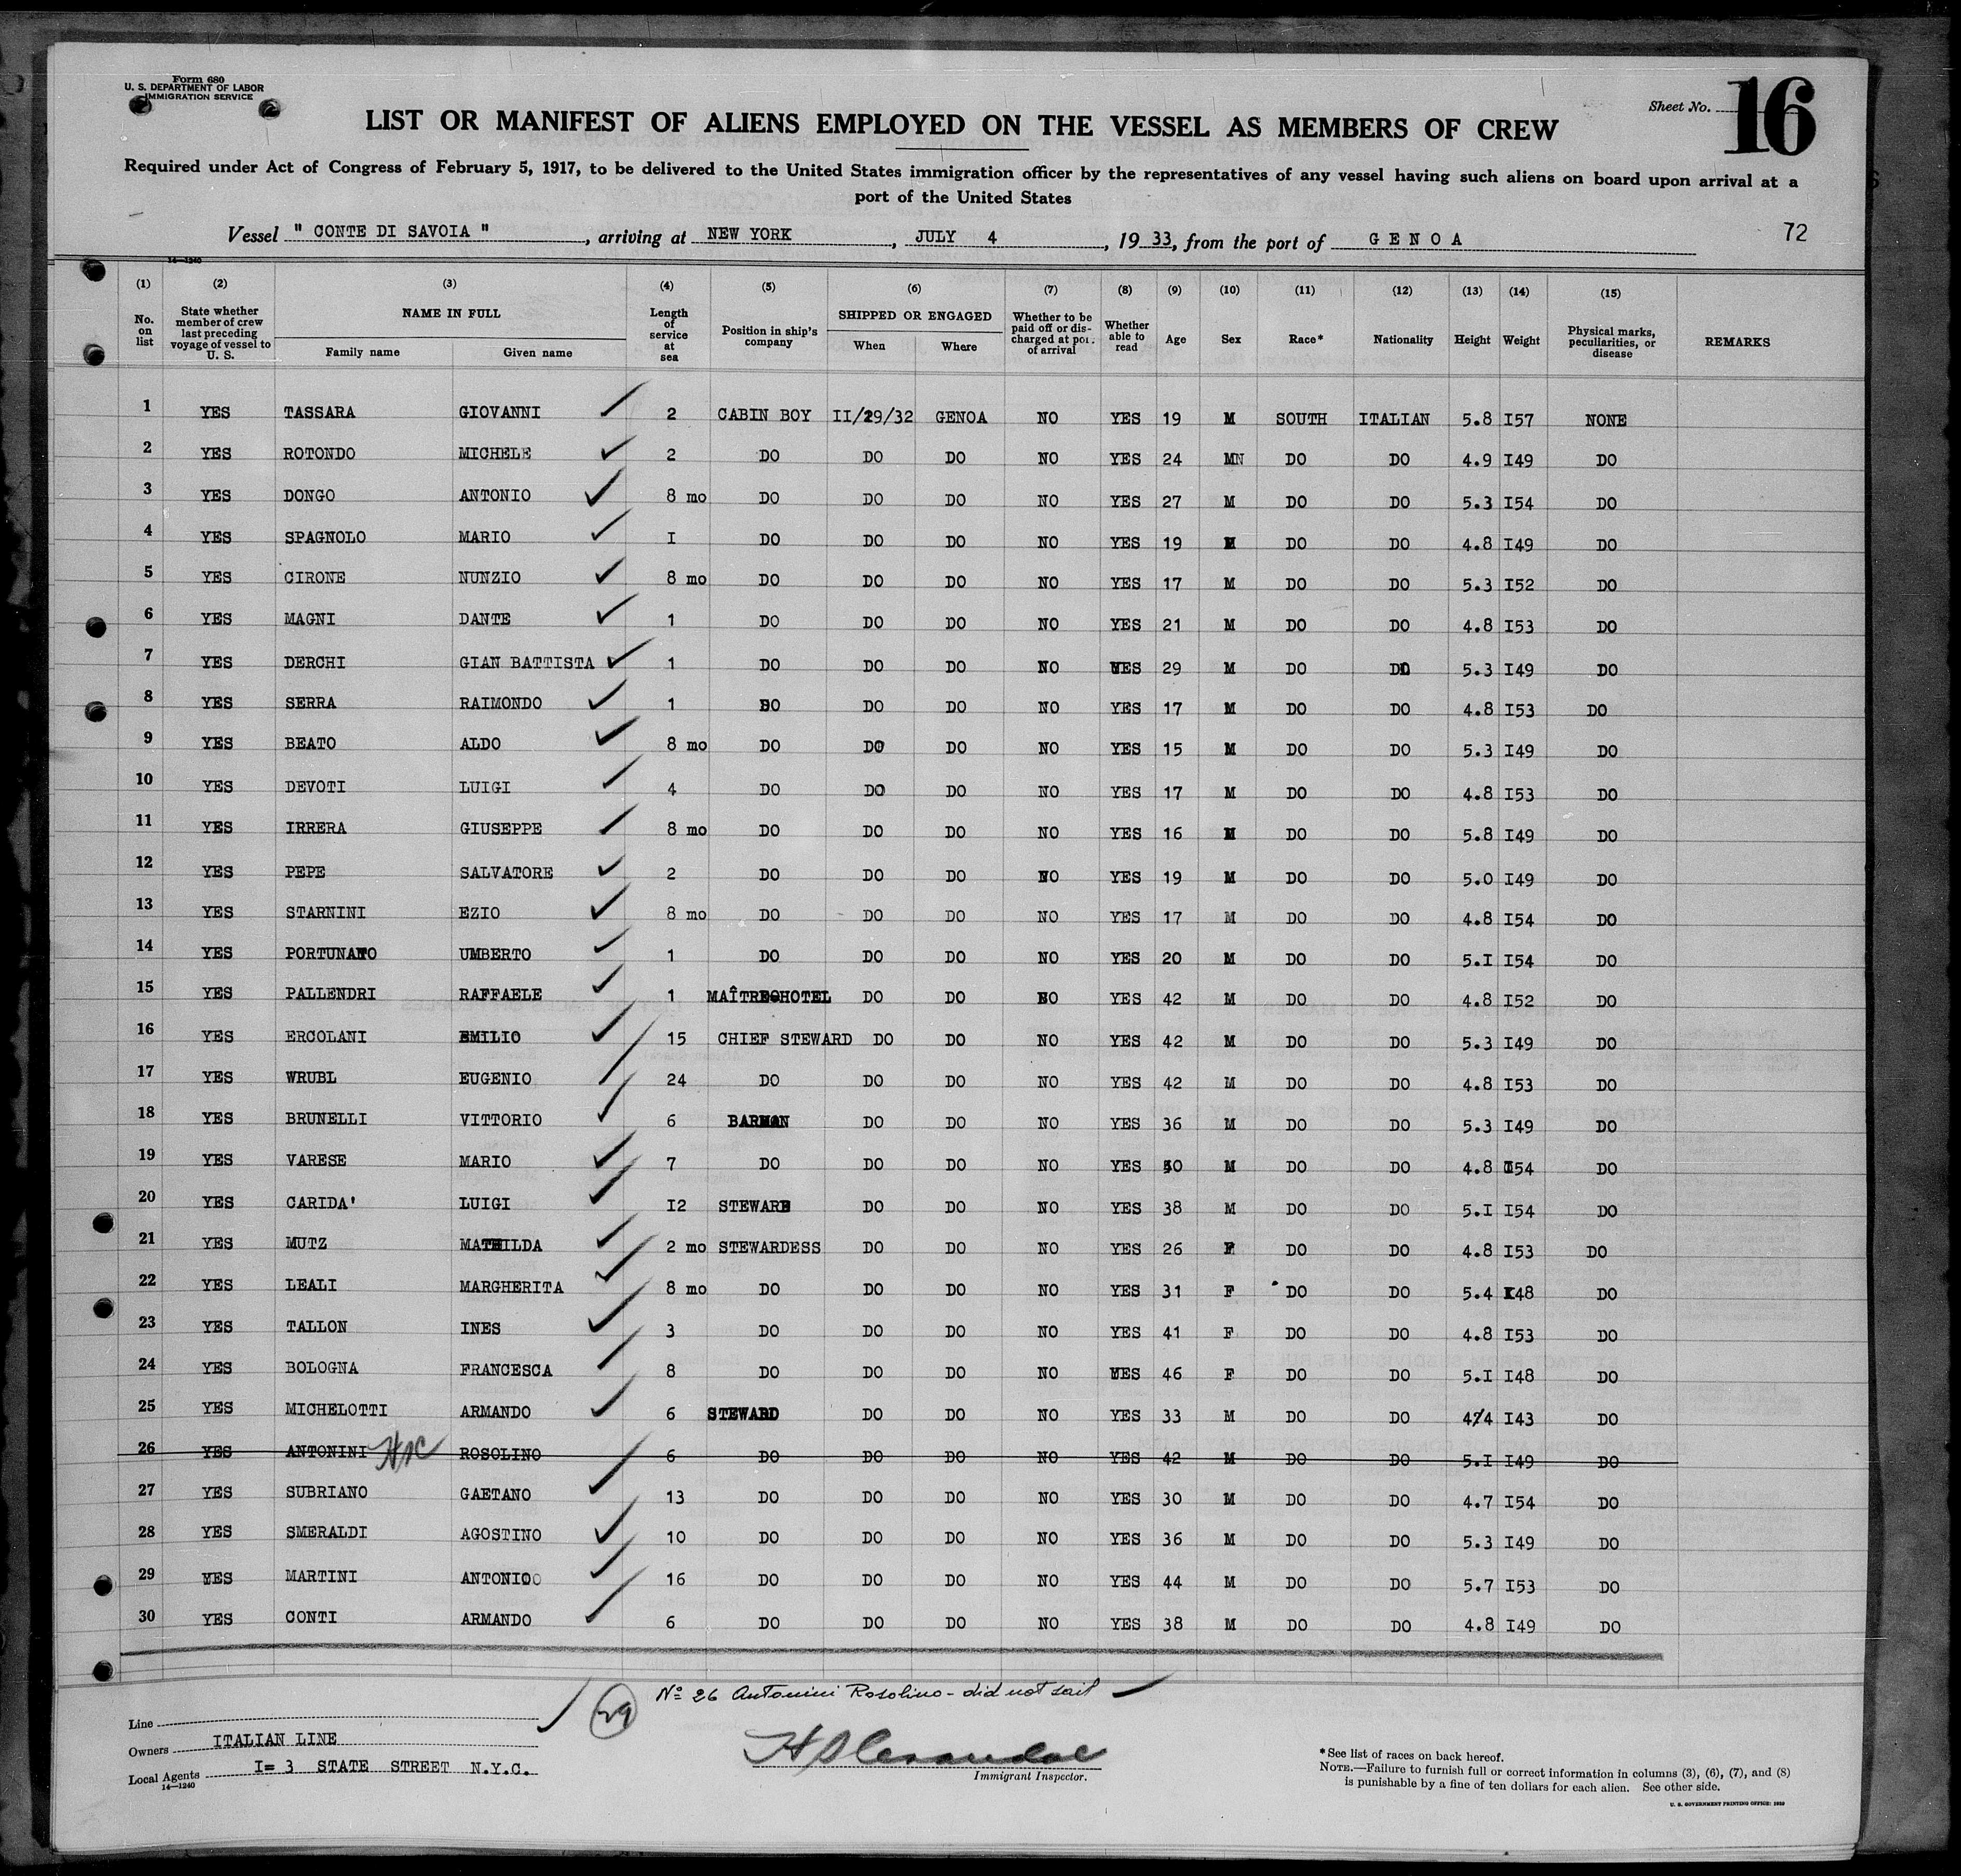 Form 680
U. S. DEPARTMENT OF LABOR
IMMIGRATION SERVICE
Sheet No. 16
LIST OR MANIFEST OF ALIENS EMPLOYED ON THE VESSEL AS MEMBERS OF CREW
Required under Act of Congress of February 5, 1917, to be delivered to the United States immigration officer by the representatives of any vessel having such aliens on board upon arrival at a
port of the United States
Vessel " CONTE DI SAVOIA ", arriving at NEW YORK, JULY 4, 1933, from the port of GENOA 72
14—1240
(1) (2) (3) (4) (5) (6) (7) (8) (9) (10) (11) (12) (13) (14) (15)
No. on list State whether member of crew last preceding voyage of vessel to U. S. NAME IN FULL Family name Given name Length of service at sea Position in ship's company SHIPPED OR ENGAGED When Where Whether to be paid off or discharged at port of arrival Whether able to read Age Sex Race* Nationality Height Weight Physical marks, peculiarities, or disease REMARKS
1 YES TASSARA GIOVANNI 2 CABIN BOY II/29/32 GENOA NO YES 19 M SOUTH ITALIAN 5.8 I57 NONE
2 YES ROTONDO MICHELE 2 DO DO DO NO YES 24 MN DO DO 4.9 I49 DO
3 YES DONGO ANTONIO 8 mo DO DO DO NO YES 27 M DO DO 5.3 I54 DO
4 YES SPAGNOLO MARIO I DO DO DO NO YES 19 M DO DO 4.8 I49 DO
5 YES CIRONE NUNZIO 8 mo DO DO DO NO YES 17 M DO DO 5.3 I52 DO
6 YES MAGNI DANTE 1 DO DO DO NO YES 21 M DO DO 4.8 I53 DO
7 YES DERCHI GIAN BATTISTA 1 DO DO DO NO YES 29 M DO DO 5.3 I49 DO
8 YES SERRA RAIMONDO 1 DO DO DO NO YES 17 M DO DO 4.8 I53 DO
9 YES BEATO ALDO 8 mo DO DO DO NO YES 15 M DO DO 5.3 I49 DO
10 YES DEVOTI LUIGI 4 DO DO DO NO YES 17 M DO DO 4.8 I53 DO
11 YES IRRERA GIUSEPPE 8 mo DO DO DO NO YES 16 M DO DO 5.8 I49 DO
12 YES PEPE SALVATORE 2 DO DO DO NO YES 19 M DO DO 5.0 I49 DO
13 YES STARNINI EZIO 8 mo DO DO DO NO YES 17 M DO DO 4.8 I54 DO
14 YES PORTUNATO UMBERTO 1 DO DO DO NO YES 20 M DO DO 5.I I54 DO
15 YES PALLENDRI RAFFAELE 1 MAÎTRE HOTEL DO DO NO YES 42 M DO DO 4.8 I52 DO
16 YES ERCOLANI EMILIO 15 CHIEF STEWARD DO DO NO YES 42 M DO DO 5.3 I49 DO
17 YES WRUBL EUGENIO 24 DO DO DO NO YES 42 M DO DO 4.8 I53 DO
18 YES BRUNELLI VITTORIO 6 BARMAN DO DO NO YES 36 M DO DO 5.3 I49 DO
19 YES VARESE MARIO 7 DO DO DO NO YES M DO DO 4.8 I54 DO
20 YES CARIDA' LUIGI I2 STEWARD DO DO NO YES 38 M DO DO 5.I I54 DO
21 YES MUTZ MATHILDA 2 mo STEWARDESS DO DO NO YES 26 F DO DO 4.8 I53 DO
22 YES LEALI MARGHERITA 8 mo DO DO DO NO YES 31 F DO DO 5.4 I48 DO
23 YES TALLON INES 3 DO DO DO NO YES 41 F DO DO 4.8 I53 DO
24 YES BOLOGNA FRANCESCA 8 DO DO DO NO YES 46 F DO DO 5.I I48 DO
25 YES MICHELOTTI ARMANDO 6 STEWARD DO DO NO YES 33 M DO DO 4/4 I43 DO
26 YES ANTONINI ROSOLINO 6 DO DO DO NO YES 42 M DO DO 5.I I49 DO
27 YES SUBRIANO GAETANO 13 DO DO DO NO YES 30 M DO DO 4.7 I54 DO
28 YES SMERALDI AGOSTINO 10 DO DO DO NO YES 36 M DO DO 5.3 I49 DO
29 YES MARTINI ANTONIO 16 DO DO DO NO YES 44 M DO DO 5.7 I53 DO
30 YES CONTI ARMANDO 6 DO DO DO NO YES 38 M DO DO 4.8 I49 DO
29 No 26 Antonini Rosolino - did not sail
Line
Owners ITALIAN LINE
Local Agents I= 3 STATE STREET N.Y.C.
14—1240
Immigrant Inspector.
*See list of races on back hereof.
NOTE.—Failure to furnish full or correct information in columns (3), (6), (7), and (8)
is punishable by a fine of ten dollars for each alien. See other side.
U. S. GOVERNMENT PRINTING OFFICE: